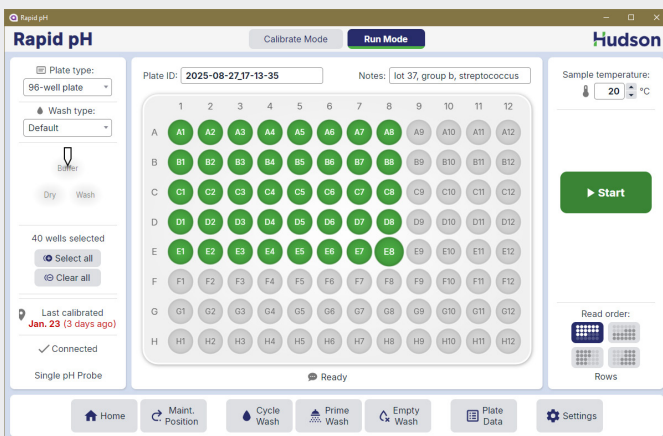 Rapid pH
Rapid pH
Calibrate Mode
Run Mode
Hudson
Plate type:
96-well plate
Wash type:
Default
Buffer
Dry Wash
40 wells selected
Select all
Clear all
Last calibrated
Jan. 23 (3 days ago)
Connected
Single pH Probe
Plate ID: 2025-08-27_17-13-35 Notes: lot 37, group b, streptococcus
1 2 3 4 5 6 7 8 9 10 11 12
A A1 A2 A3 A4 A5 A6 A7 A8 A9 A10 A11 A12
B B1 B2 B3 B4 B5 B6 B7 B8 B9 B10 B11 B12
C C1 C2 C3 C4 C5 C6 C7 C8 C9 C10 C11 C12
D D1 D2 D3 D4 D5 D6 D7 D8 D9 D10 D11 D12
E E1 E2 E3 E4 E5 E6 E7 E8 E9 E10 E11 E12
F F1 F2 F3 F4 F5 F6 F7 F8 F9 F10 F11 F12
G G1 G2 G3 G4 G5 G6 G7 G8 G9 G10 G11 G12
H H1 H2 H3 H4 H5 H6 H7 H8 H9 H10 H11 H12
Ready
Sample temperature:
20 °C
Start
Read order:
Rows
Home
Maint.
Position
Cycle
Wash
Prime
Wash
Empty
Wash
Plate
Data
Settings